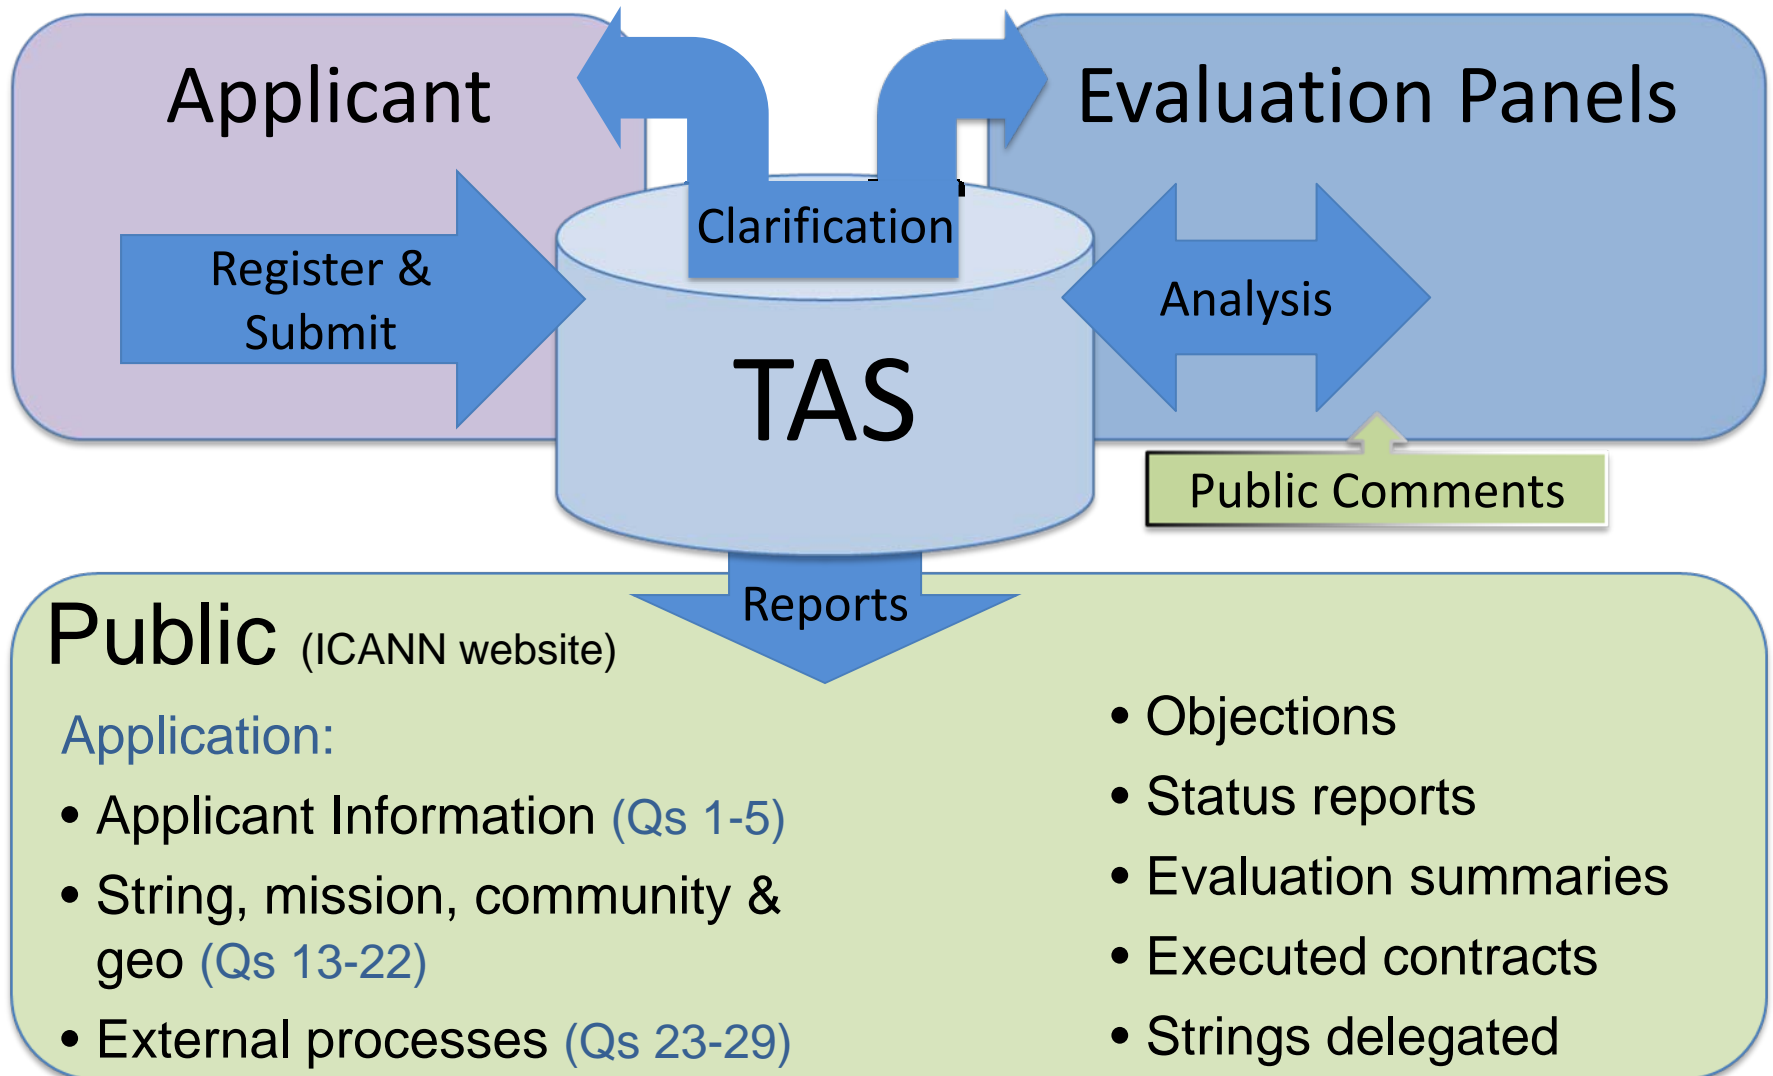 Applicant
Evaluation Panels
Clarification
Register &
Submit
Analysis
TAS
Public Comments
Reports
Public (ICANN website)
Application:
• Applicant Information (Qs 1-5)
• String, mission, community &
geo (Qs 13-22)
• External processes (Qs 23-29)
• Objections
• Status reports
• Evaluation summaries
• Executed contracts
• Strings delegated